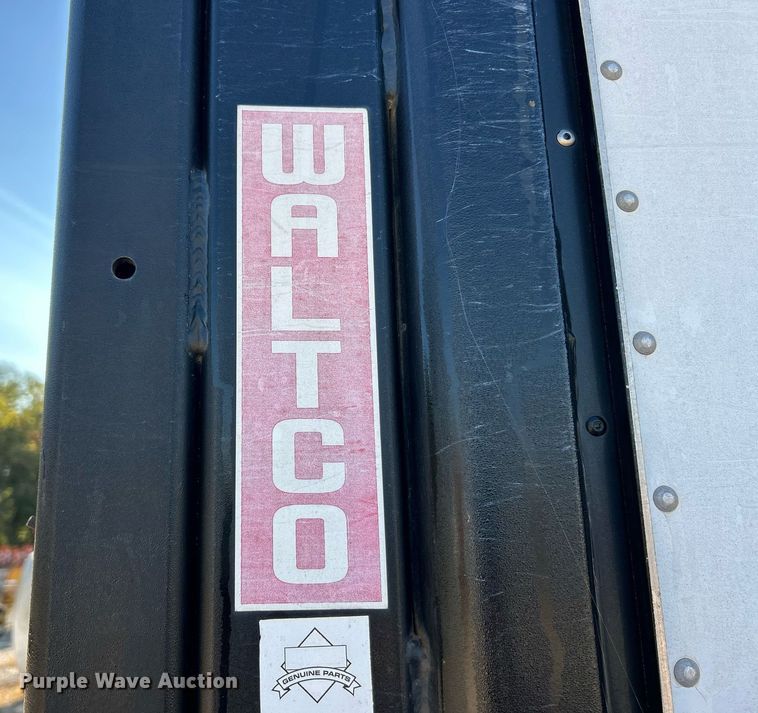 WALTCO
GENUINE PARTS
Purple Wave Auction